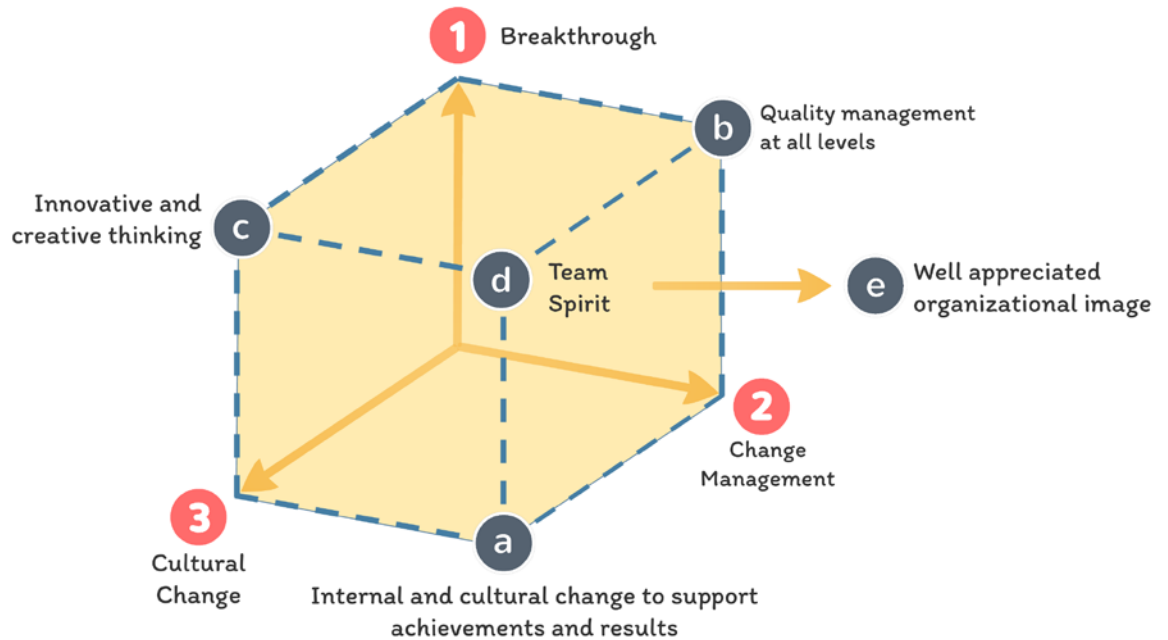 1 Breakthrough
b Quality management
at all levels
Innovative and
creative thinking
c
d Team
Spirit
e Well appreciated
organizational image
2
Change
Management
3
Cultural
Change
a
Internal and cultural change to support
achievements and results